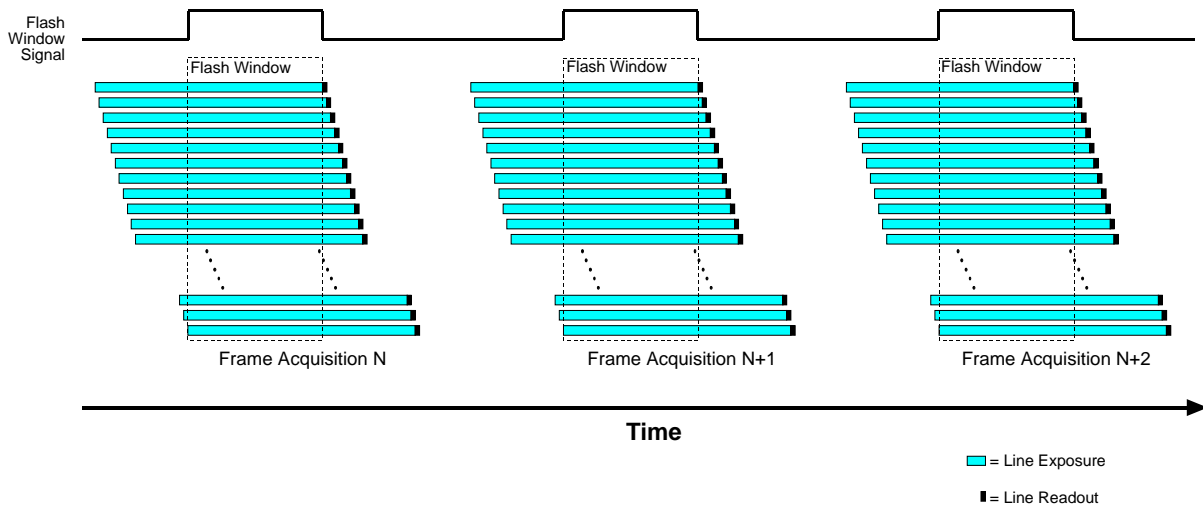 Flash
Window
Signal
Flash Window
Flash Window
Flash Window
Frame Acquisition N
Frame Acquisition N+1
Frame Acquisition N+2
Time
= Line Exposure
= Line Readout